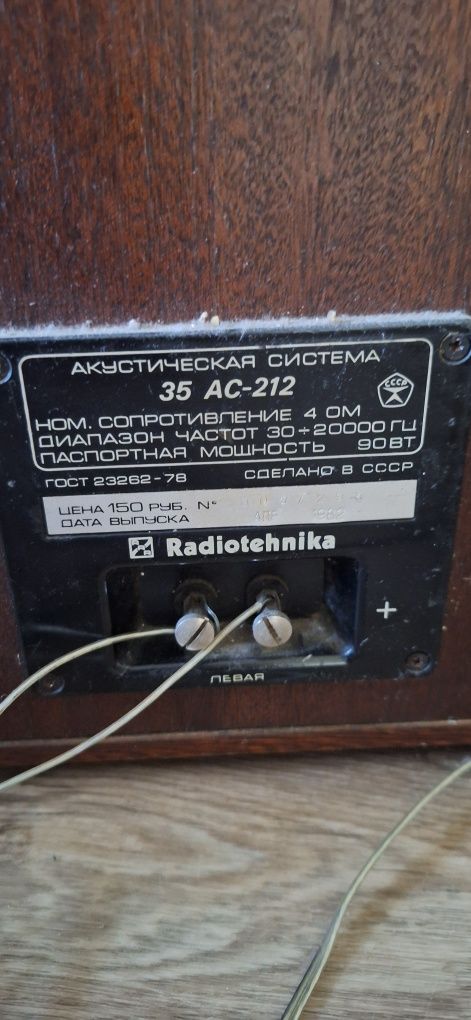 АКУСТИЧЕСКАЯ СИСТЕМА
35 АС-212
СССР
НОМ. СОПРОТИВЛЕНИЕ 4 ОМ
ДИАПАЗОН ЧАСТОТ 30÷20000 ГЦ
ПАСПОРТНАЯ МОЩНОСТЬ 90 ВТ
ГОСТ 23262-78 СДЕЛАНО В СССР
ЦЕНА 150 РУБ. №
ДАТА ВЫПУСКА
Radiotehnika
+
ЛЕВАЯ